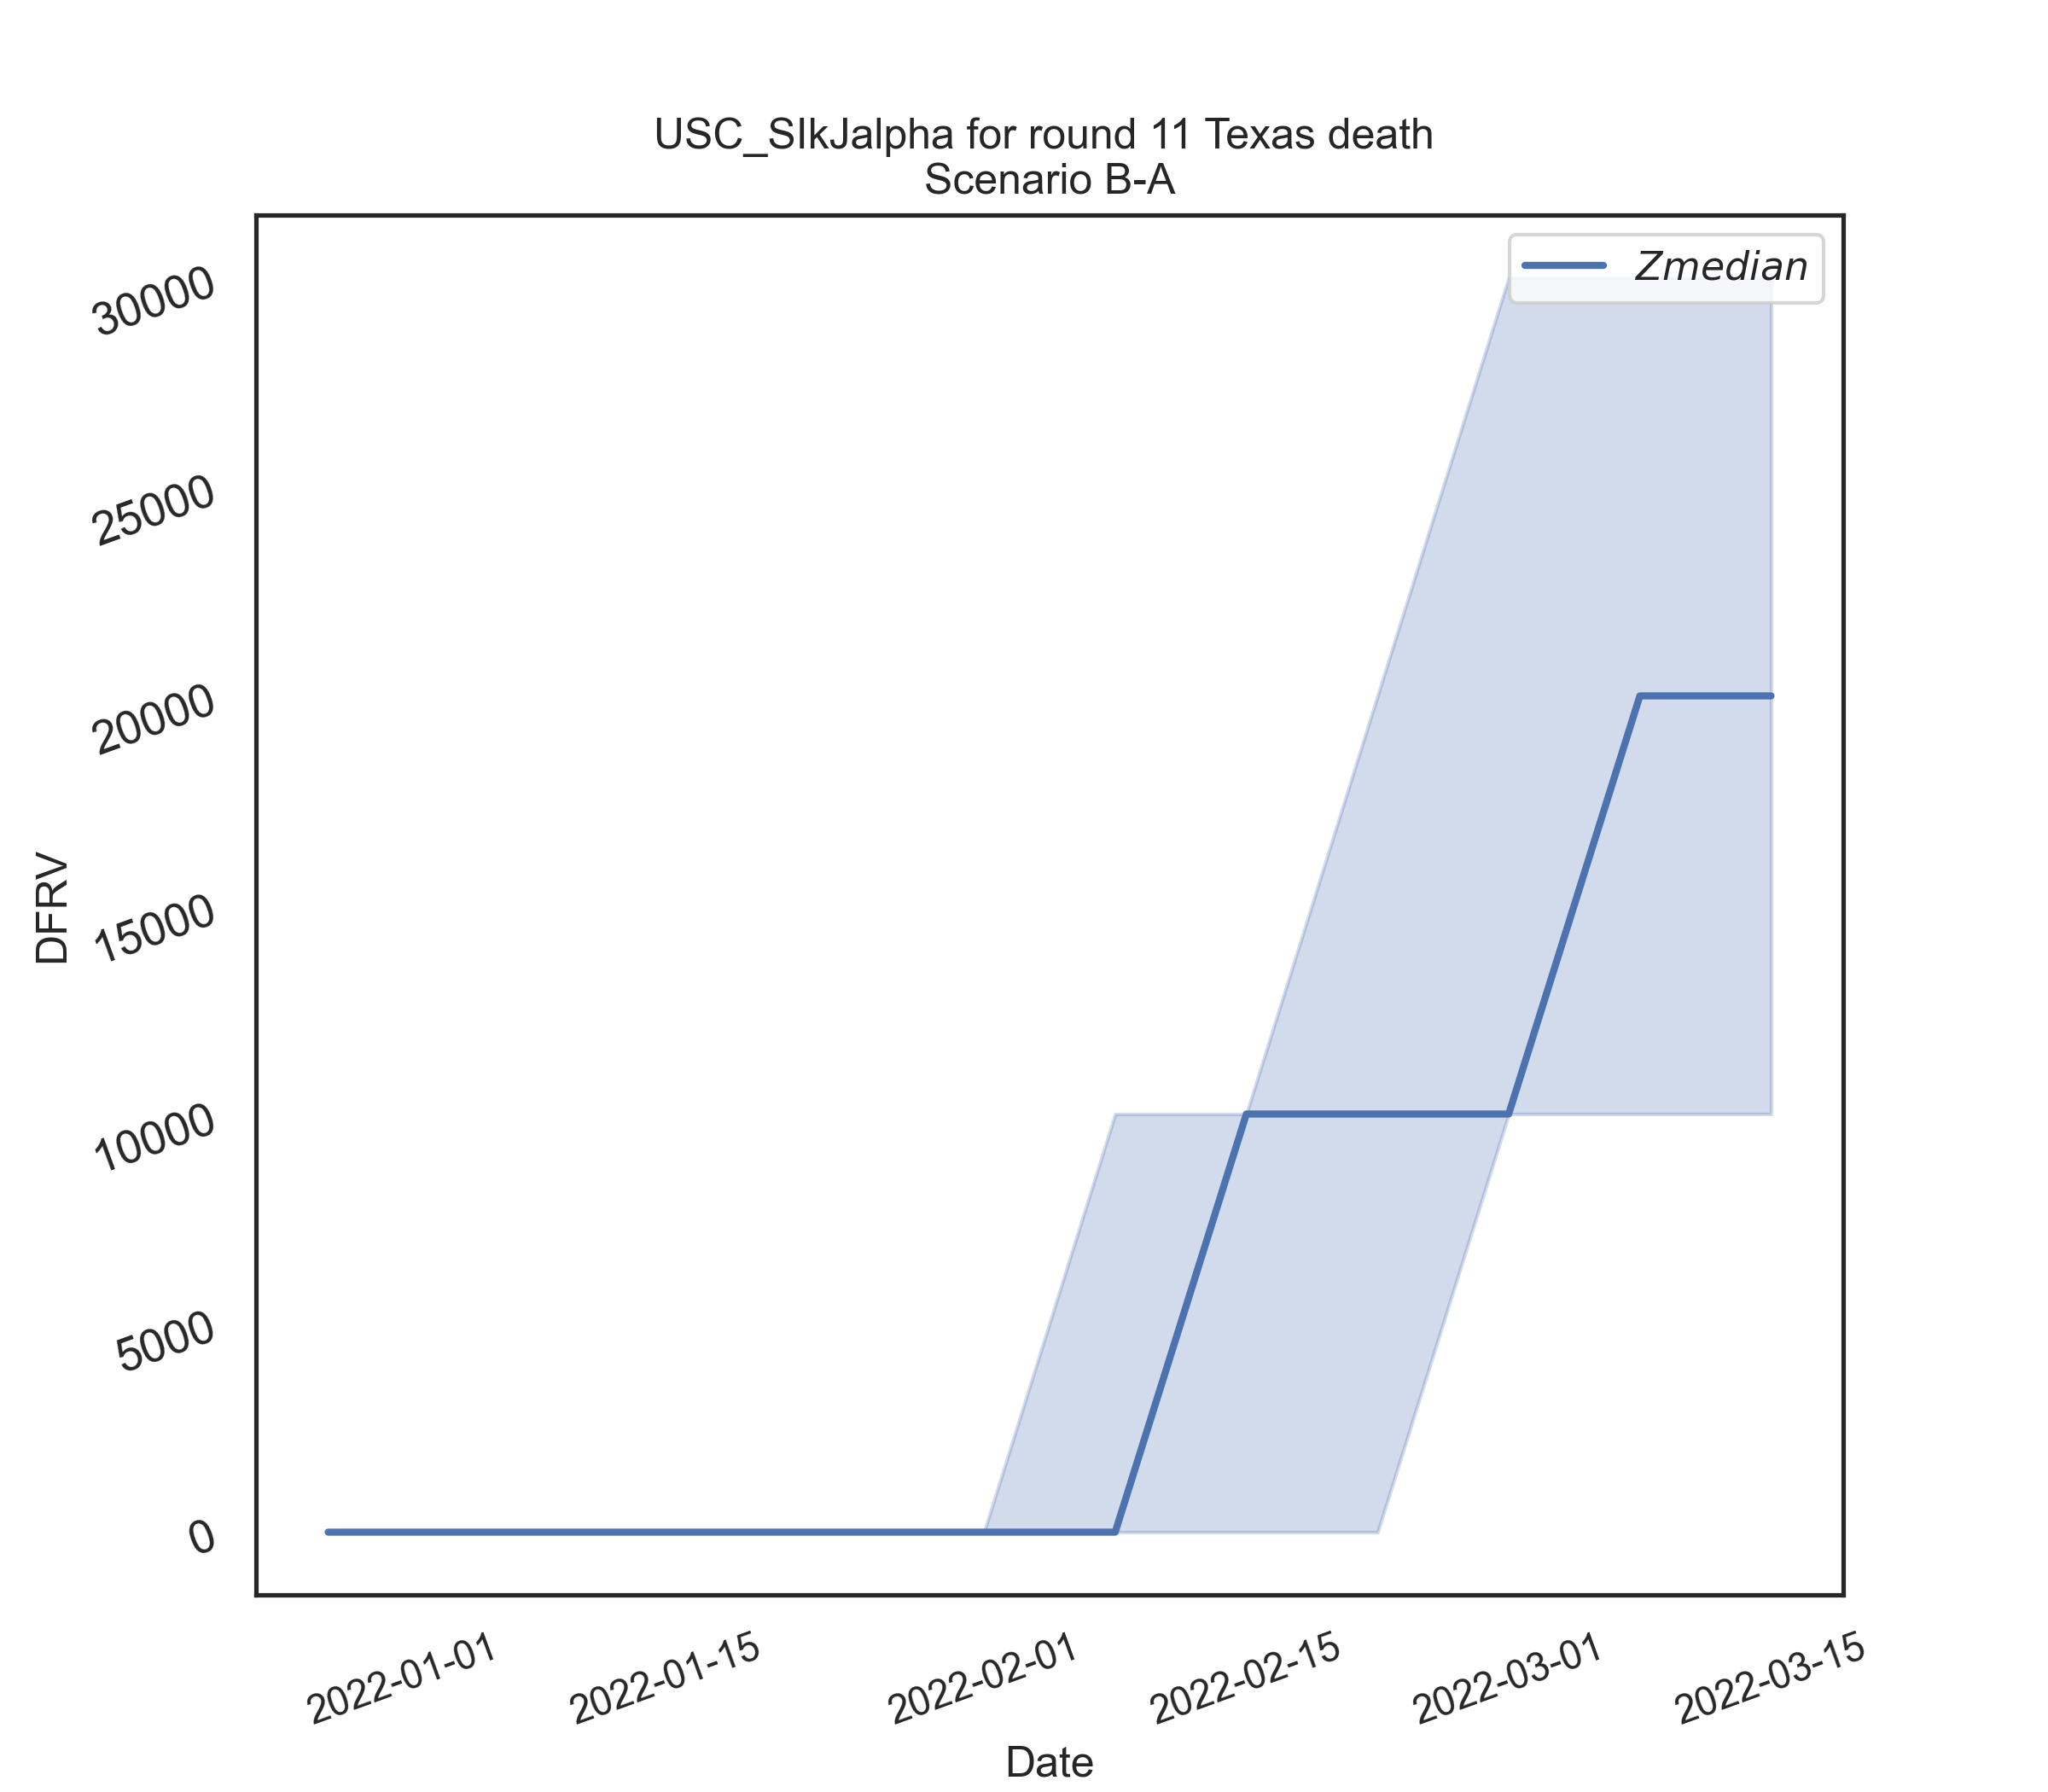 USC_SIkJalpha for round 11 Texas death
Scenario B-A
Zmedian
30000
25000
20000
15000
10000
5000
0
DFRV
2022-01-01
2022-01-15
2022-02-01
2022-02-15
2022-03-01
2022-03-15
Date